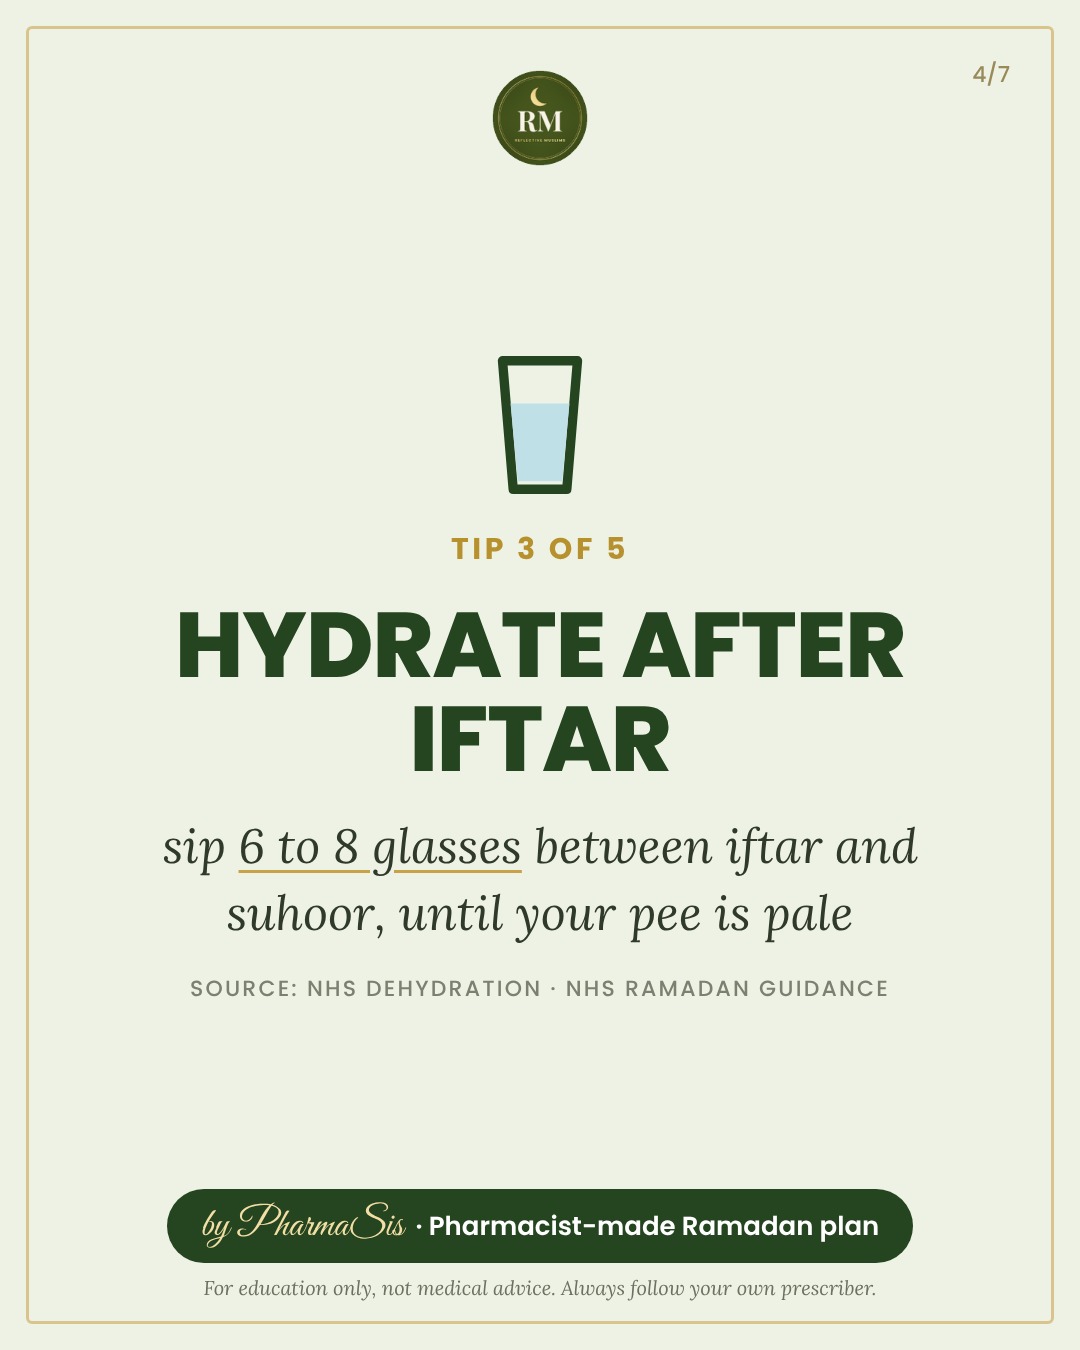 4/7
RM
REFLECTIVE MUSLIMS
TIP 3 OF 5
HYDRATE AFTER
IFTAR
sip 6 to 8 glasses between iftar and
suhoor, until your pee is pale
SOURCE: NHS DEHYDRATION · NHS RAMADAN GUIDANCE
by PharmaSis · Pharmacist-made Ramadan plan
For education only, not medical advice. Always follow your own prescriber.